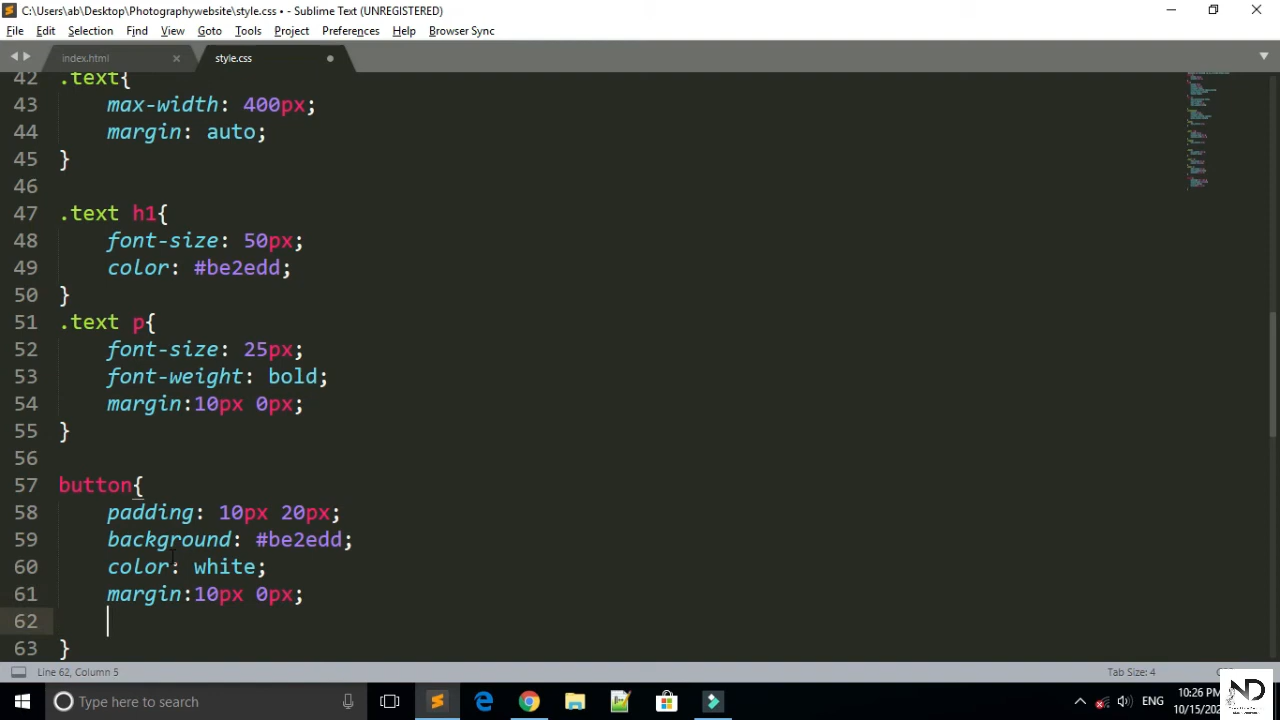 C:\Users\ab\Desktop\Photographywebsite\style.css • - Sublime Text (UNREGISTERED)
File Edit Selection Find View Goto Tools Project Preferences Help Browser Sync
index.html × style.css
42 .text{
43 max-width: 400px;
44 margin: auto;
45 }
46
47 .text h1{
48 font-size: 50px;
49 color: #be2edd;
50 }
51 .text p{
52 font-size: 25px;
53 font-weight: bold;
54 margin:10px 0px;
55 }
56
57 button{
58 padding: 10px 20px;
59 background: #be2edd;
60 color: white;
61 margin:10px 0px;
62
63 }
Line 62, Column 5 Tab Size: 4
Type here to search ENG 10:26 PM
ND